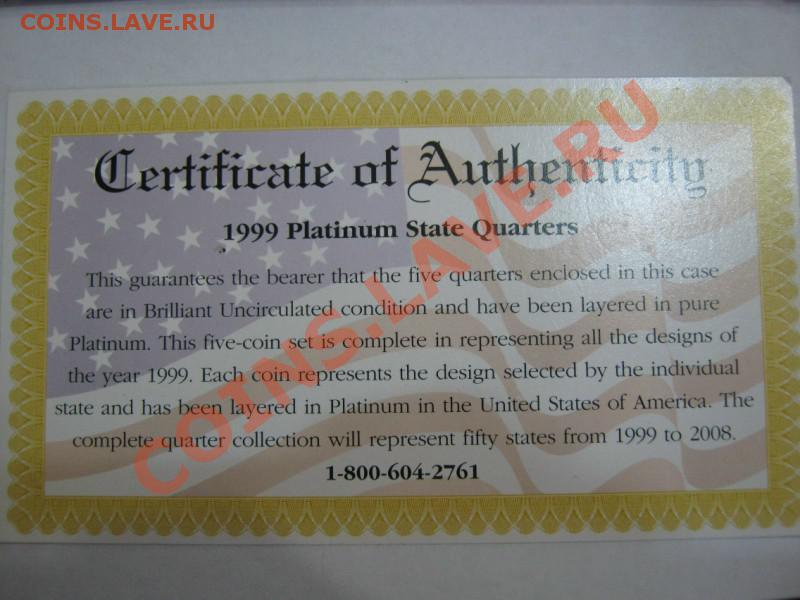 COINS.LAVE.RU
Certificate of Authenticity
1999 Platinum State Quarters
This guarantees the bearer that the five quarters enclosed in this case
are in Brilliant Uncirculated condition and have been layered in pure
Platinum. This five-coin set is complete in representing all the designs of
the year 1999. Each coin represents the design selected by the individual
state and has been layered in Platinum in the United States of America. The
complete quarter collection will represent fifty states from 1999 to 2008.
1-800-604-2761
COINS.LAVE.RU